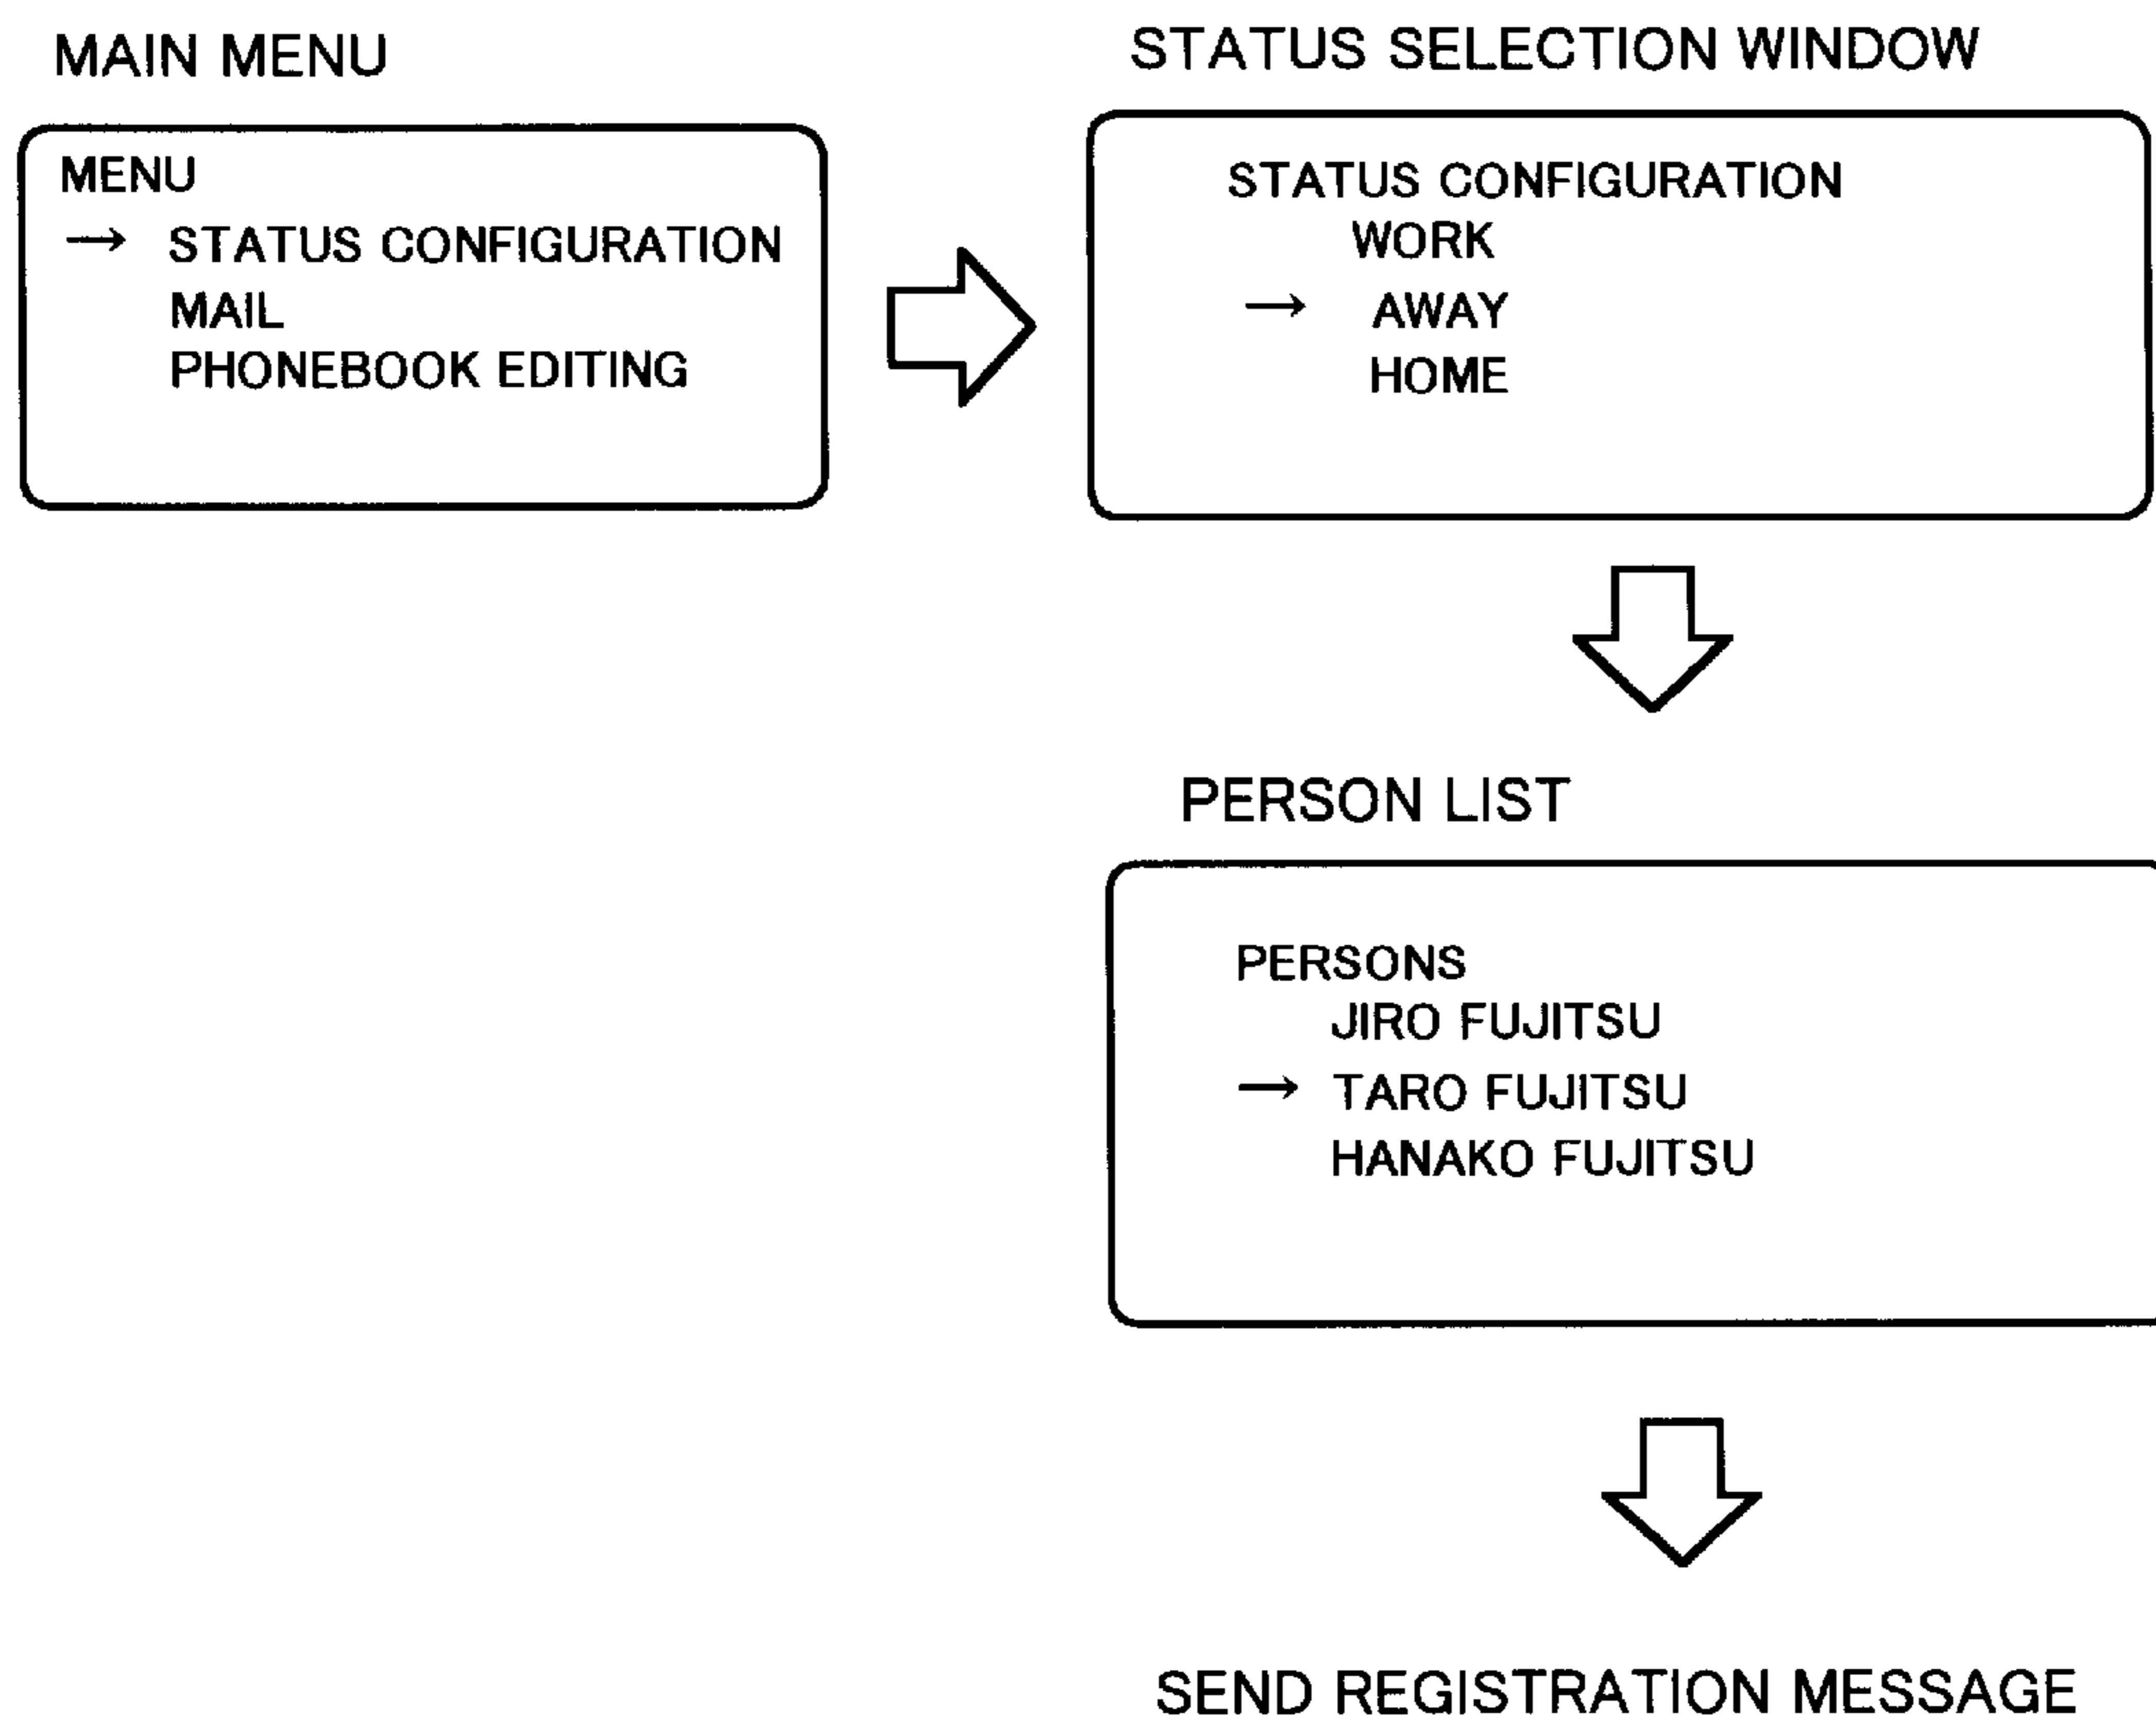 MAIN MENU
MENU
→ STATUS CONFIGURATION
MAIL
PHONEBOOK EDITING
STATUS SELECTION WINDOW
STATUS CONFIGURATION
WORK
→ AWAY
HOME
PERSON LIST
PERSONS
JIRO FUJITSU
→ TARO FUJITSU
HANAKO FUJITSU
SEND REGISTRATION MESSAGE